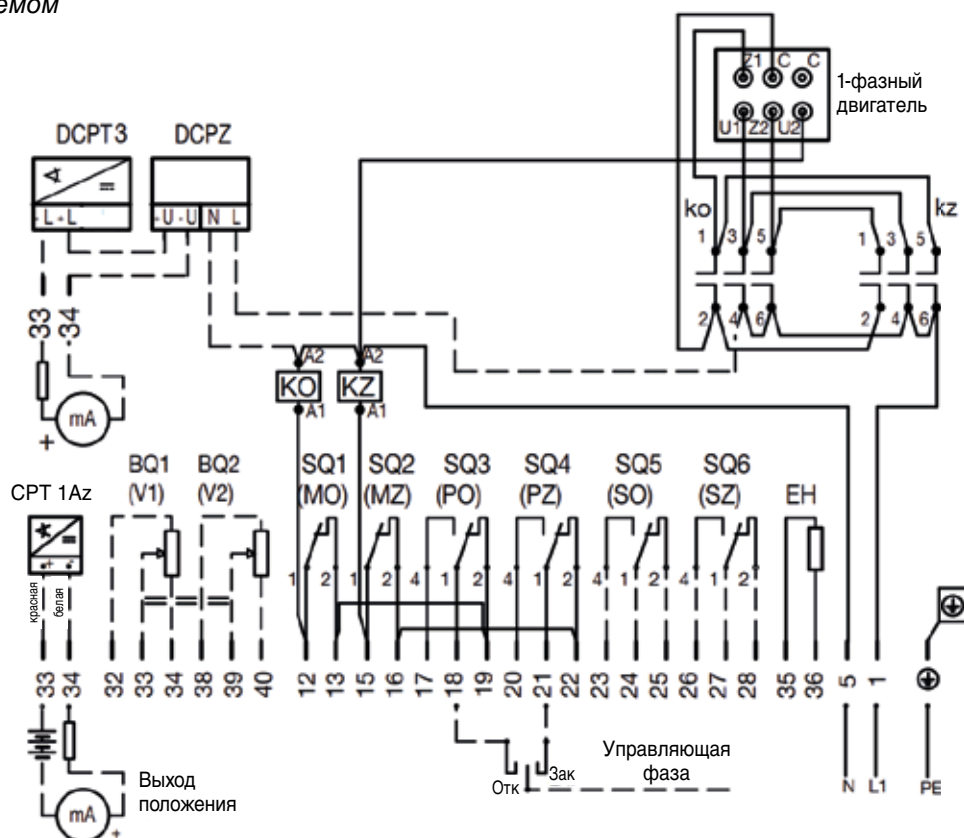 емом
Z1 C C
U1 Z2 U2
1-фазный
двигатель
DCPT3 DCPZ
- L + L
+U -U N L
ko kz
1 3 5 1 3 5
2 4 6 2 4 6
33 34
mA
+
A2 A2
KO KZ
A1 A1
BQ1 BQ2 SQ1 SQ2 SQ3 SQ4 SQ5 SQ6 EH
(V1) (V2) (MO) (MZ) (PO) (PZ) (SO) (SZ)
CPT 1Az
+ -
красная белая
1 2 1 2 4 1 2 4 1 2 4 1 2 4 1 2
33 34 32 33 34 38 39 40 12 13 15 16 17 18 19 20 21 22 23 24 25 26 27 28 35 36 5 1
Отк Зак
Управляющая
фаза
N L1 PE
Выход
положения
mA
+